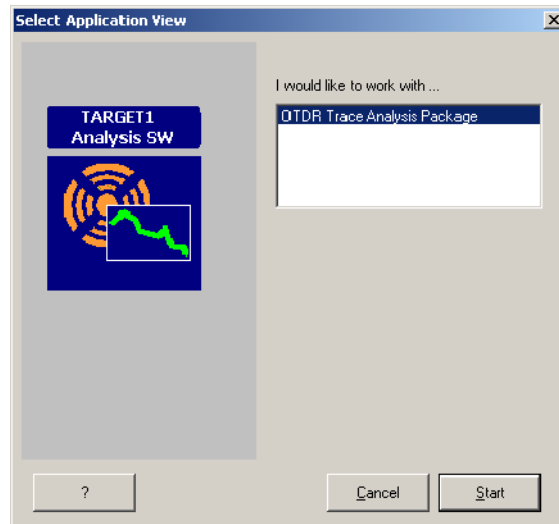 Select Application View
TARGET1
Analysis SW
I would like to work with ...
OTDR Trace Analysis Package
?
Cancel
Start